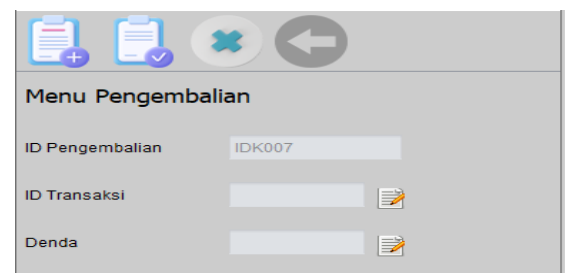 Menu Pengembalian
ID Pengembalian IDK007
ID Transaksi
Denda